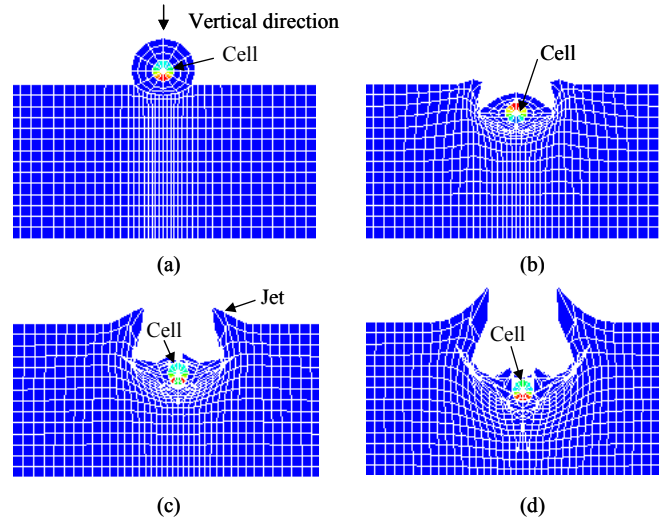 Vertical direction
Cell
Cell
(a)
(b)
Jet
Cell
Cell
(c)
(d)